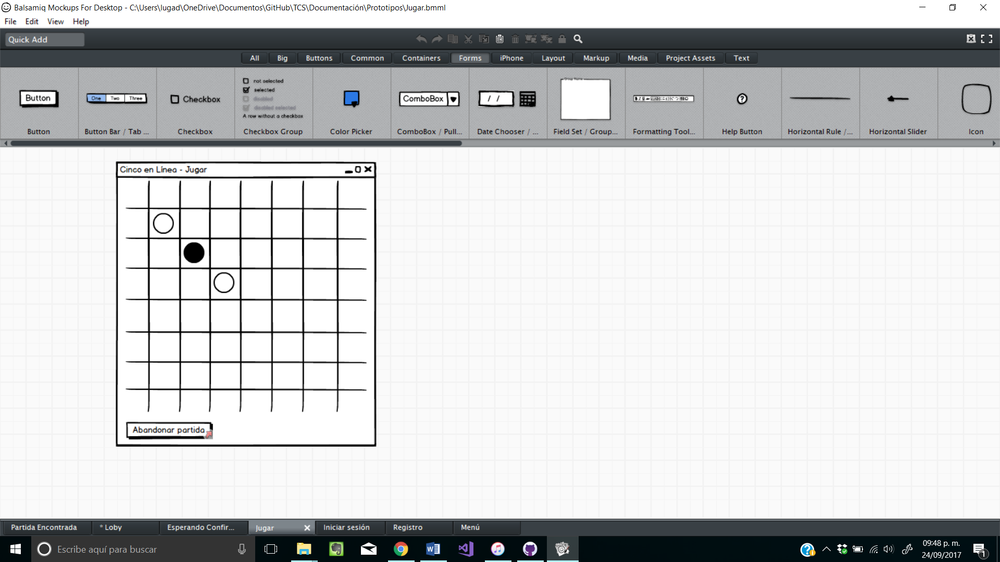 Balsamiq Mockups For Desktop - C:\Users\lugad\OneDrive\Documentos\GitHub\TCS\Documentación\Prototipos\Jugar.bmml
File Edit View Help
Quick Add
All Big Buttons Common Containers Forms iPhone Layout Markup Media Project Assets Text
Button
One Two Three
Checkbox
not selected
selected
disabled
disabled selected
A row without a checkbox
ComboBox
/ /
Group Name
Button
Button Bar / Tab ...
Checkbox
Checkbox Group
Color Picker
ComboBox / Pull...
Date Chooser / ...
Field Set / Group...
Formatting Tool...
Help Button
Horizontal Rule /...
Horizontal Slider
Icon
Cinco en Línea - Jugar
Abandonar partida
Partida Encontrada
* Loby
Esperando Confir...
Jugar
Iniciar sesión
Registro
Menú
Escribe aquí para buscar
09:48 p. m.
24/09/2017
1